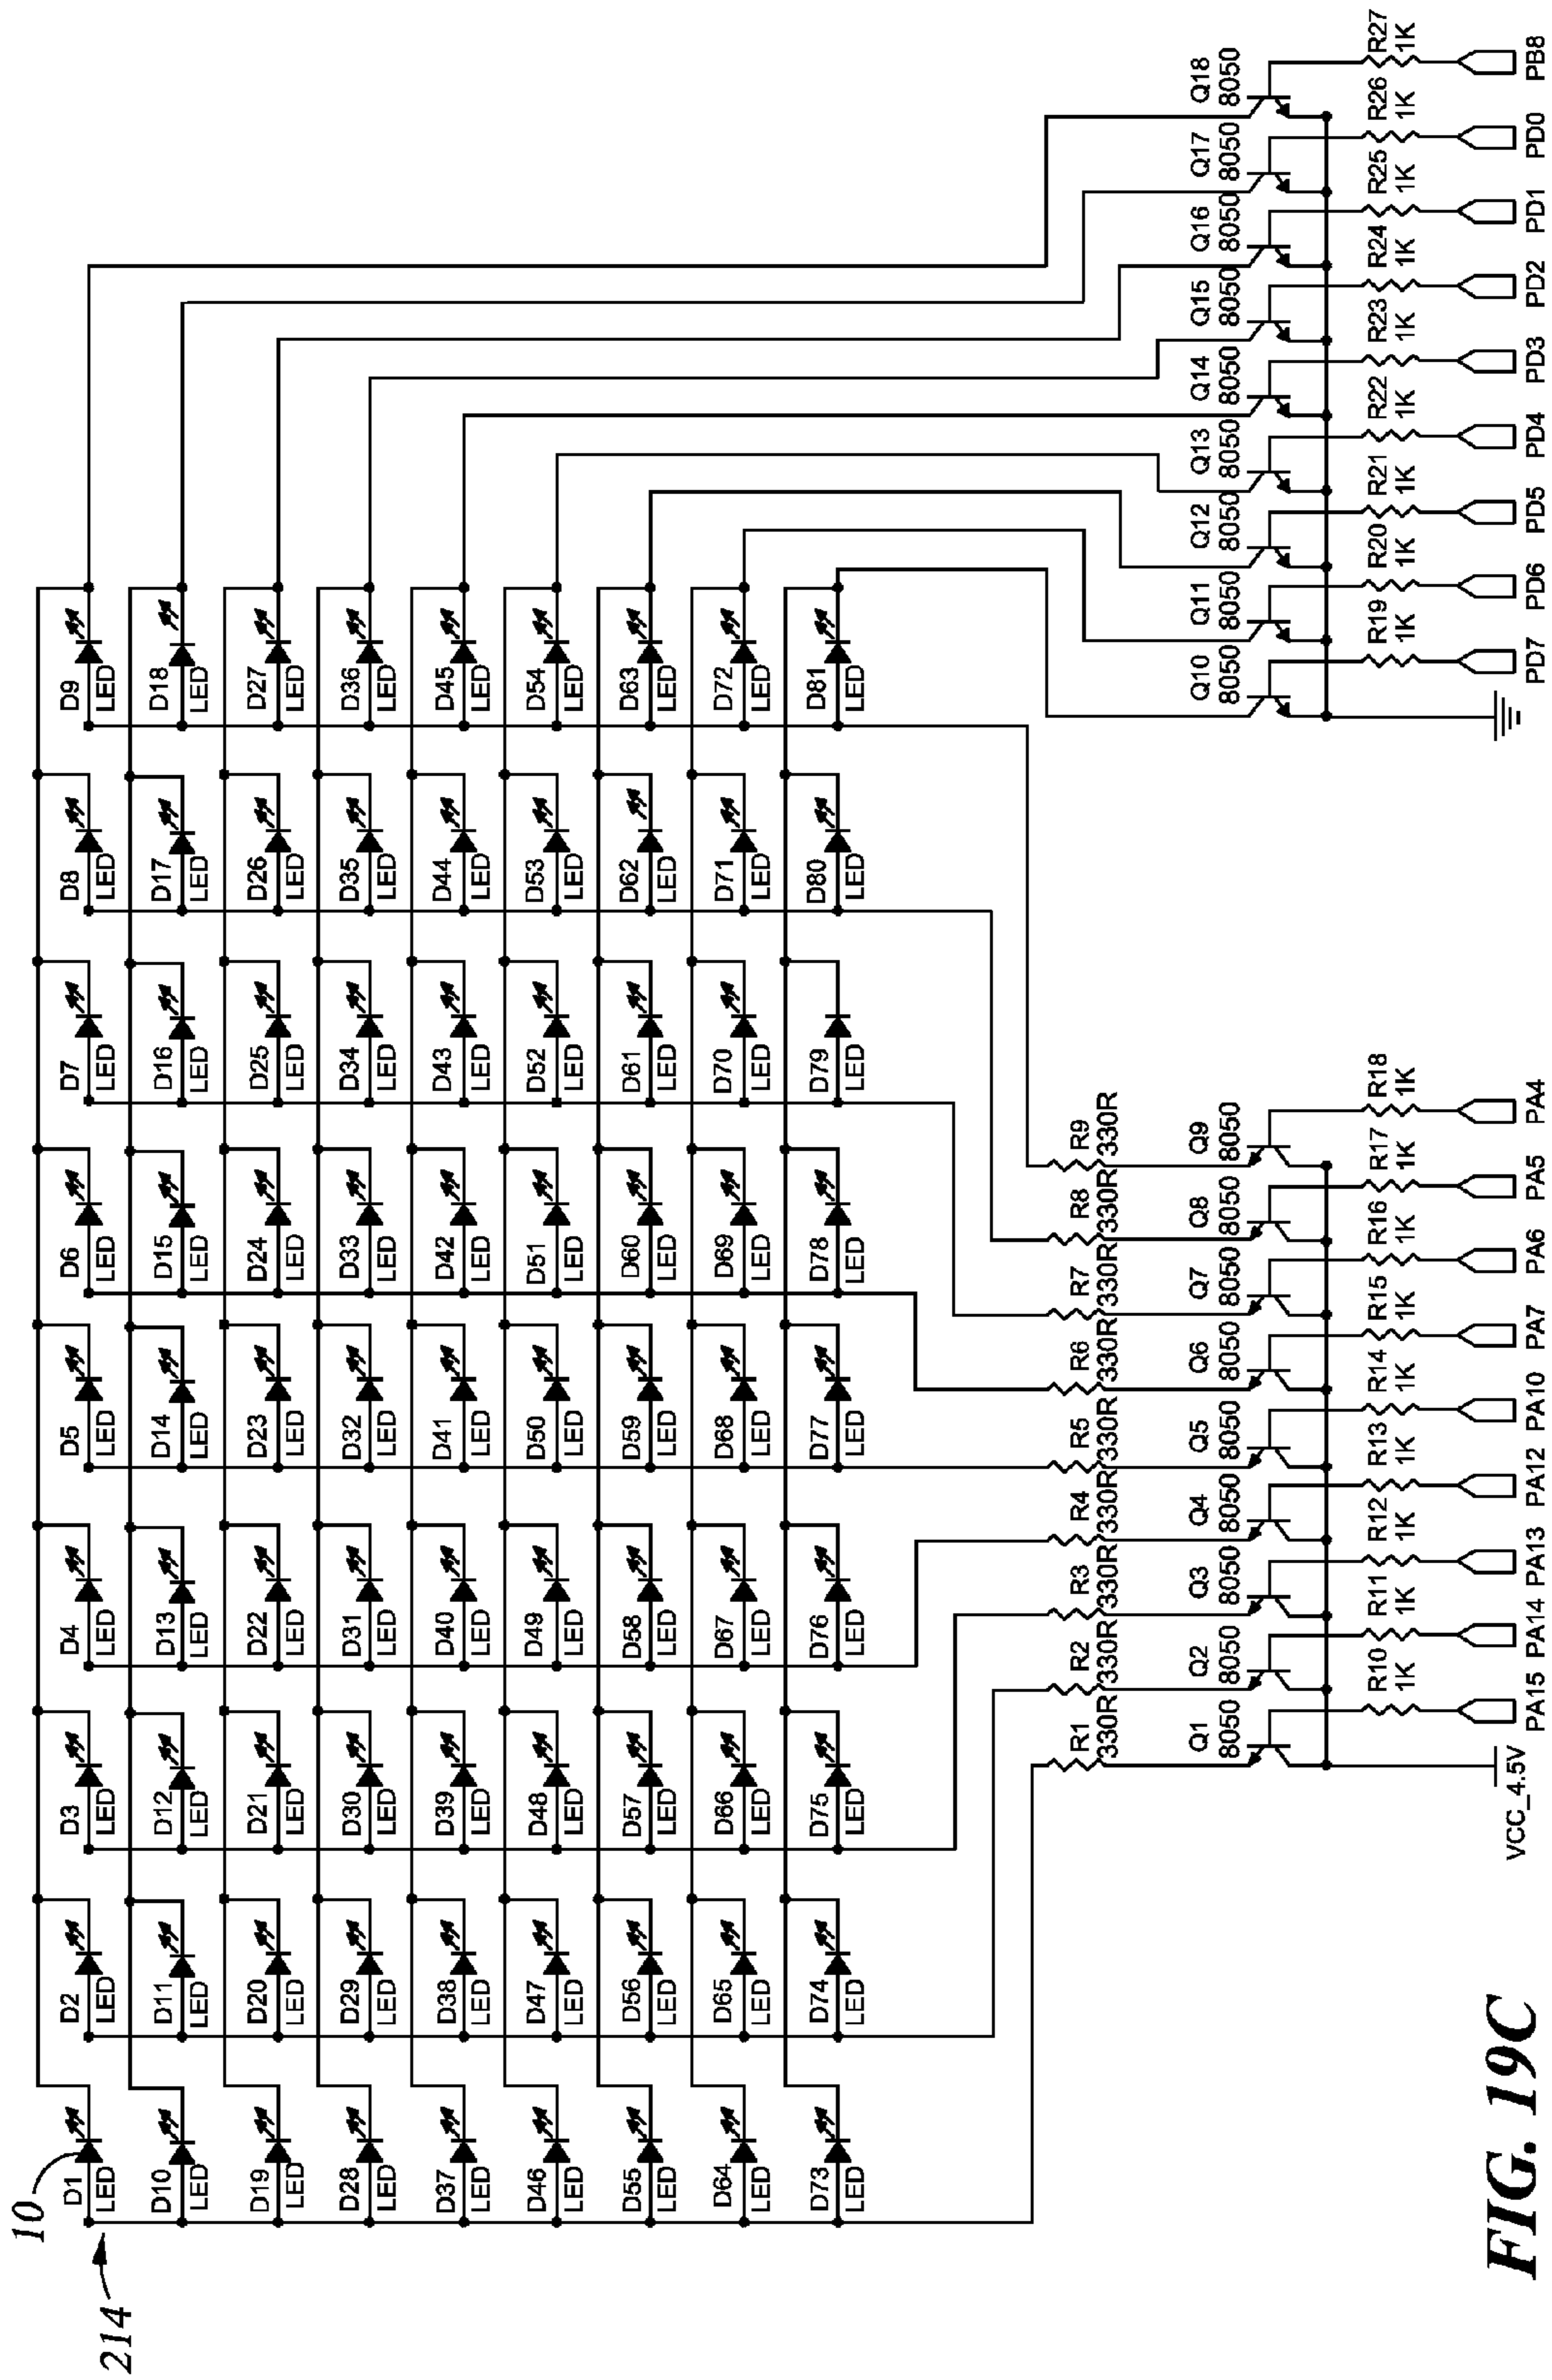 10
214
D1 D2 D3 D4 D5 D6 D7 D8 D9
LED LED LED LED LED LED LED LED LED
D10 D11 D12 D13 D14 D15 D16 D17 D18
LED LED LED LED LED LED LED LED LED
D19 D20 D21 D22 D23 D24 D25 D26 D27
LED LED LED LED LED LED LED LED LED
D28 D29 D30 D31 D32 D33 D34 D35 D36
LED LED LED LED LED LED LED LED LED
D37 D38 D39 D40 D41 D42 D43 D44 D45
LED LED LED LED LED LED LED LED LED
D46 D47 D48 D49 D50 D51 D52 D53 D54
LED LED LED LED LED LED LED LED LED
D55 D56 D57 D58 D59 D60 D61 D62 D63
LED LED LED LED LED LED LED LED LED
D64 D65 D66 D67 D68 D69 D70 D71 D72
LED LED LED LED LED LED LED LED LED
D73 D74 D75 D76 D77 D78 D79 D80 D81
LED LED LED LED LED LED LED LED LED
R1 R2 R3 R4 R5 R6 R7 R8 R9
330R 330R 330R 330R 330R 330R 330R 330R 330R
Q1 Q2 Q3 Q4 Q5 Q6 Q7 Q8 Q9 Q10 Q11 Q12 Q13 Q14 Q15 Q16 Q17 Q18
8050 8050 8050 8050 8050 8050 8050 8050 8050 8050 8050 8050 8050 8050 8050 8050 8050 8050
R10 R11 R12 R13 R14 R15 R16 R17 R18 R19 R20 R21 R22 R23 R24 R25 R26 R27
1K 1K 1K 1K 1K 1K 1K 1K 1K 1K 1K 1K 1K 1K 1K 1K 1K 1K
VCC_4.5V
PA15 PA14 PA13 PA12 PA10 PA7 PA6 PA5 PA4 PD7 PD6 PD5 PD4 PD3 PD2 PD1 PD0 PB8
FIG. 19C